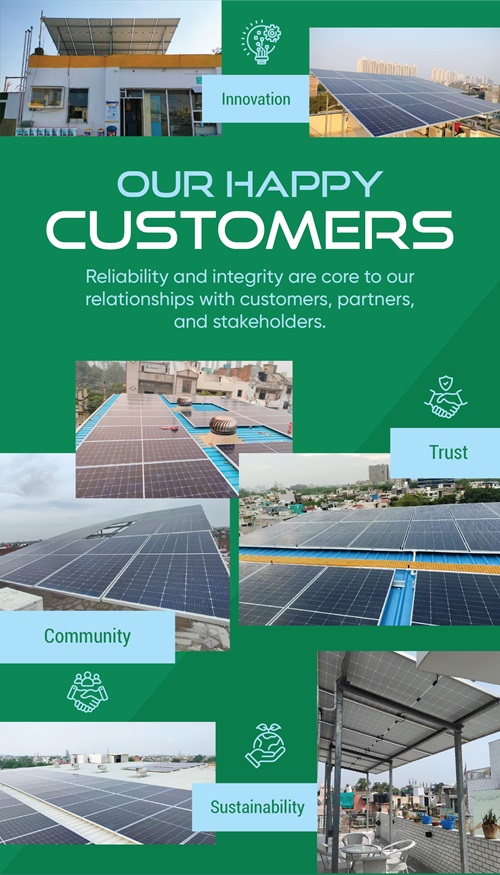 Innovation
OUR HAPPY
CUSTOMERS
Reliability and integrity are core to our
relationships with customers, partners,
and stakeholders.
Trust
Community
Sustainability